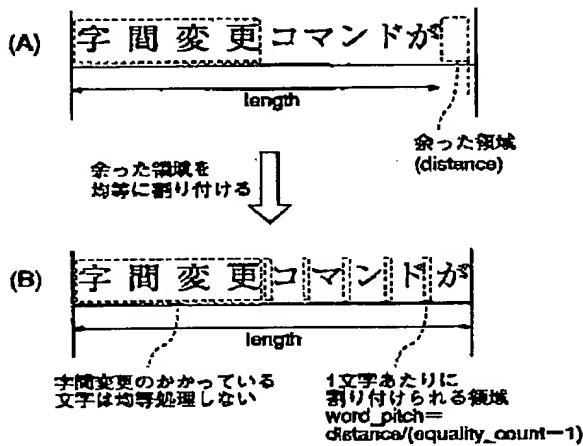 (A)
字間変更コマンドが
length
余った領域
(distance)
余った領域を
均等に割り付ける
(B)
字間変更コマンドが
length
字間変更のかかっている
文字は均等処理しない
1文字あたりに
割り付けられる領域
word_pitch=
distance/(equality_count-1)